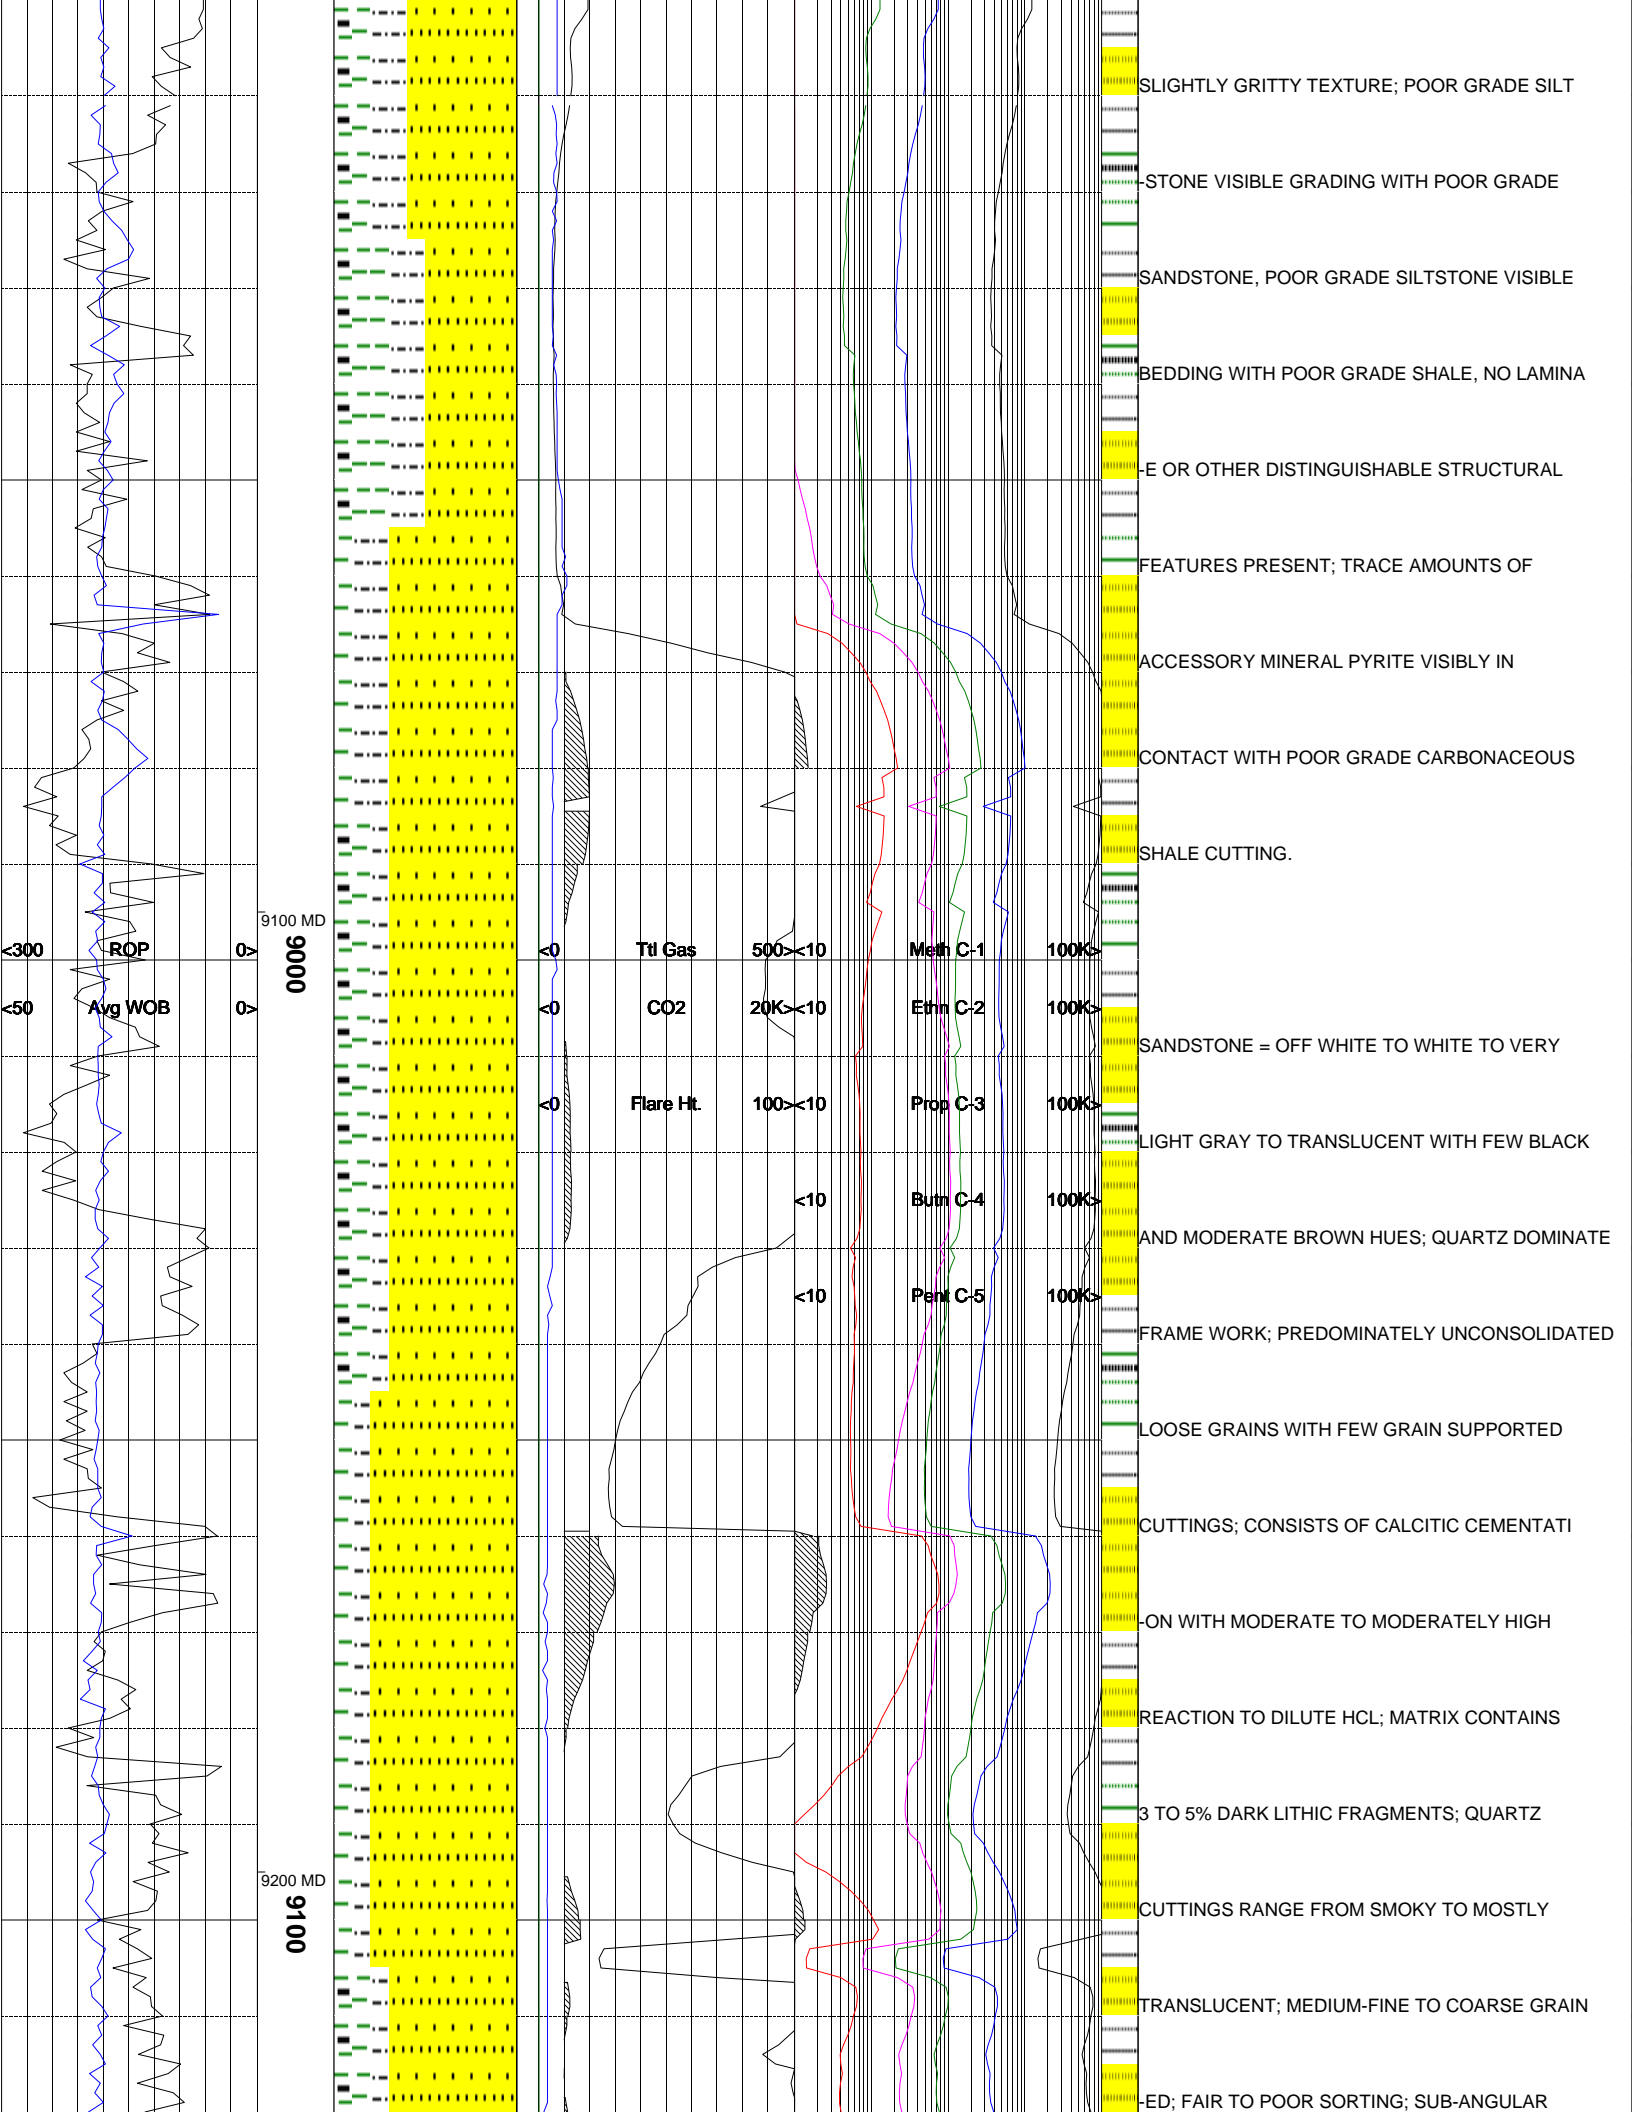 SLIGHTLY GRITTY TEXTURE; POOR GRADE SILT
-STONE VISIBLE GRADING WITH POOR GRADE
SANDSTONE, POOR GRADE SILTSTONE VISIBLE
BEDDING WITH POOR GRADE SHALE, NO LAMINA
-E OR OTHER DISTINGUISHABLE STRUCTURAL
FEATURES PRESENT; TRACE AMOUNTS OF
ACCESSORY MINERAL PYRITE VISIBLY IN
CONTACT WITH POOR GRADE CARBONACEOUS
SHALE CUTTING.
9100 MD
9000
<300 ROP 0> <0 Ttl Gas 500> <10 Meth C-1 100K>
<50 Avg WOB 0> <0 CO2 20K> <10 Ethn C-2 100K>
SANDSTONE = OFF WHITE TO WHITE TO VERY
<0 Flare Ht. 100> <10 Prop C-3 100K>
LIGHT GRAY TO TRANSLUCENT WITH FEW BLACK
<10 Butn C-4 100K>
AND MODERATE BROWN HUES; QUARTZ DOMINATE
<10 Pent C-5 100K>
FRAME WORK; PREDOMINATELY UNCONSOLIDATED
LOOSE GRAINS WITH FEW GRAIN SUPPORTED
CUTTINGS; CONSISTS OF CALCITIC CEMENTATI
-ON WITH MODERATE TO MODERATELY HIGH
REACTION TO DILUTE HCL; MATRIX CONTAINS
3 TO 5% DARK LITHIC FRAGMENTS; QUARTZ
9200 MD
9100
CUTTINGS RANGE FROM SMOKY TO MOSTLY
TRANSLUCENT; MEDIUM-FINE TO COARSE GRAIN
-ED; FAIR TO POOR SORTING; SUB-ANGULAR